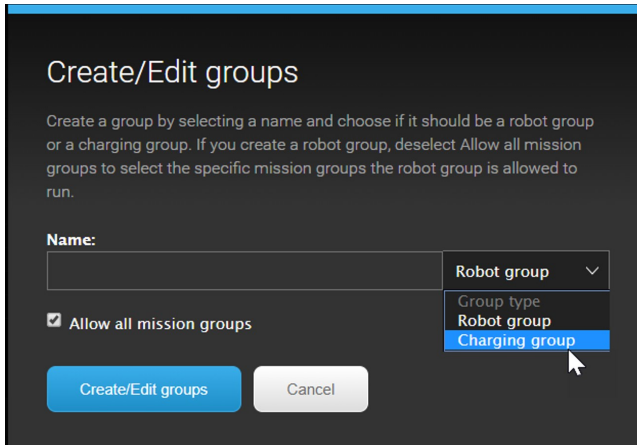 Create/Edit groups
Create a group by selecting a name and choose if it should be a robot group
or a charging group. If you create a robot group, deselect Allow all mission
groups to select the specific mission groups the robot group is allowed to
run.
Name:
Robot group
Group type
Robot group
Charging group
Allow all mission groups
Create/Edit groups
Cancel